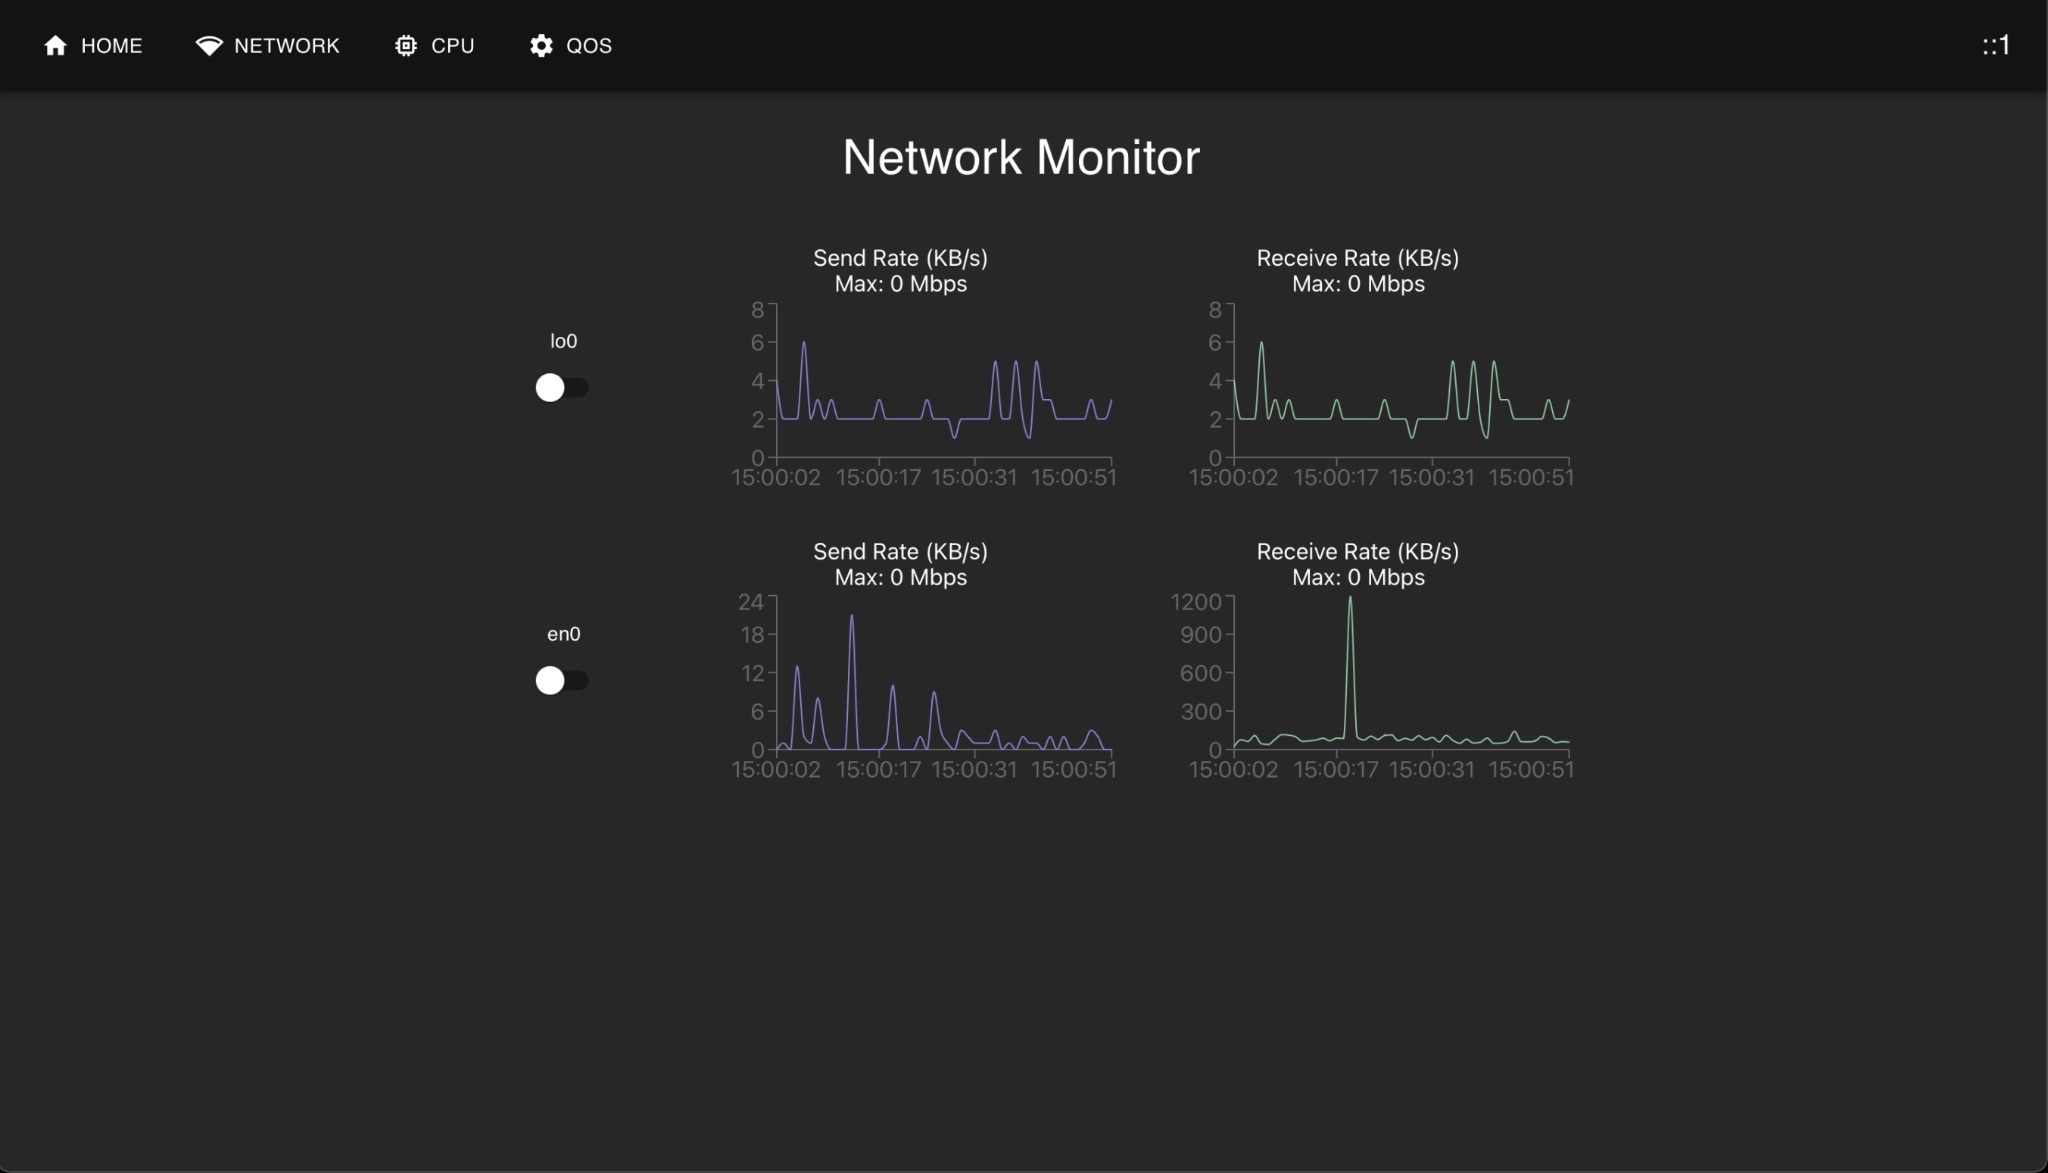 HOME NETWORK CPU QOS ::1
Network Monitor
lo0
Send Rate (KB/s)
Max: 0 Mbps
8
6
4
2
0
15:00:02 15:00:17 15:00:31 15:00:51
Receive Rate (KB/s)
Max: 0 Mbps
8
6
4
2
0
15:00:02 15:00:17 15:00:31 15:00:51
en0
Send Rate (KB/s)
Max: 0 Mbps
24
18
12
6
0
15:00:02 15:00:17 15:00:31 15:00:51
Receive Rate (KB/s)
Max: 0 Mbps
1200
900
600
300
0
15:00:02 15:00:17 15:00:31 15:00:51